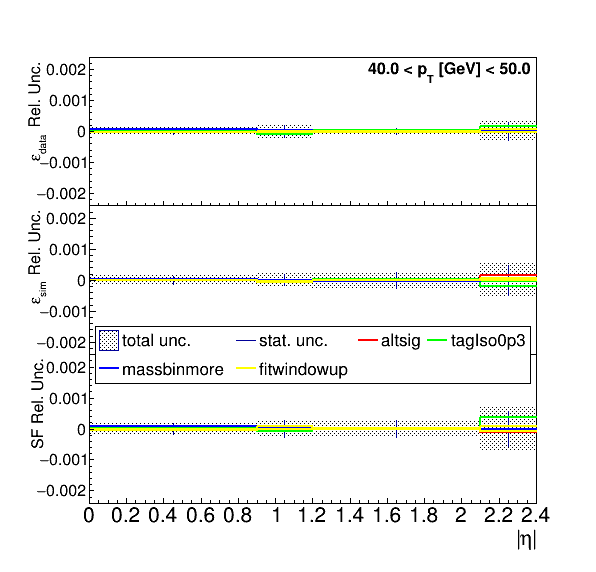 40.0 < pT [GeV] < 50.0
εdata Rel. Unc.
0.002
0.001
0
−0.001
−0.002
εsim Rel. Unc.
0.002
0.001
0
−0.001
−0.002
total unc. stat. unc. altsig tagIso0p3
massbinmore fitwindowup
SF Rel. Unc.
0.002
0.001
0
−0.001
−0.002
0 0.2 0.4 0.6 0.8 1 1.2 1.4 1.6 1.8 2 2.2 2.4
|η|